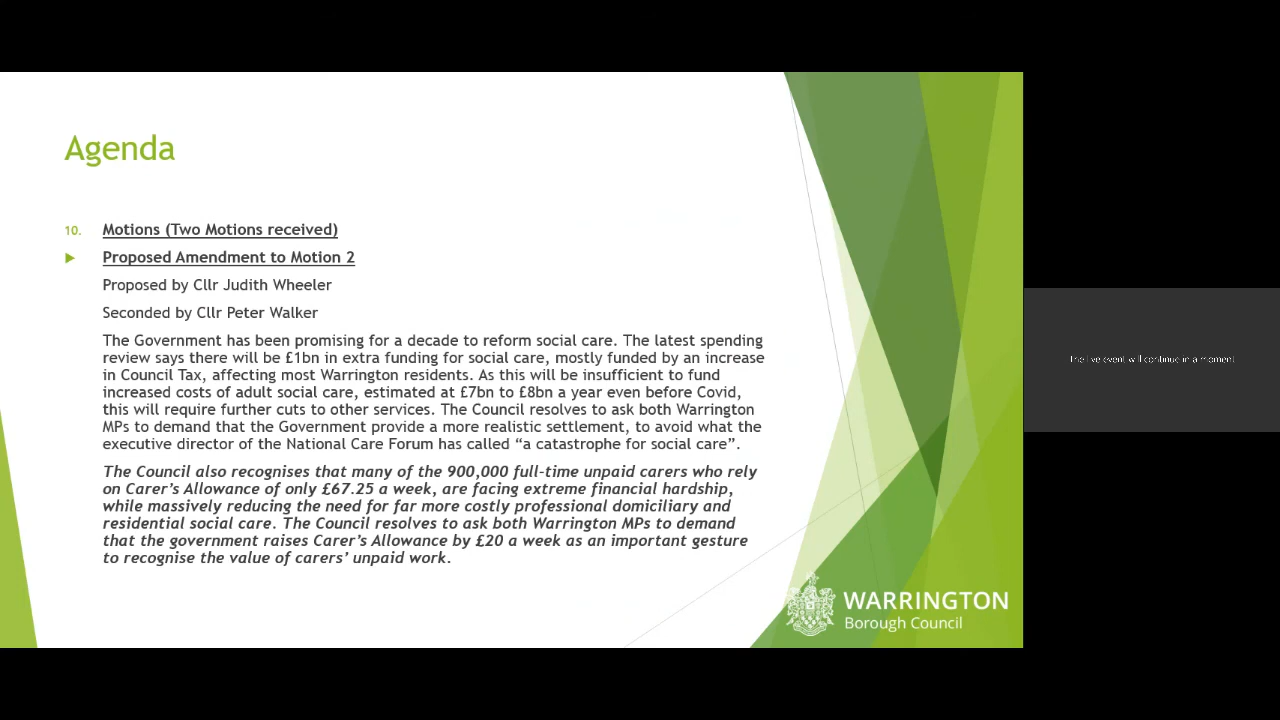 Agenda
10. Motions (Two Motions received)
Proposed Amendment to Motion 2
Proposed by Cllr Judith Wheeler
Seconded by Cllr Peter Walker
The Government has been promising for a decade to reform social care. The latest spending
review says there will be £1bn in extra funding for social care, mostly funded by an increase
in Council Tax, affecting most Warrington residents. As this will be insufficient to fund
increased costs of adult social care, estimated at £7bn to £8bn a year even before Covid,
this will require further cuts to other services. The Council resolves to ask both Warrington
MPs to demand that the Government provide a more realistic settlement, to avoid what the
executive director of the National Care Forum has called “a catastrophe for social care”.
The Council also recognises that many of the 900,000 full-time unpaid carers who rely
on Carer’s Allowance of only £67.25 a week, are facing extreme financial hardship,
while massively reducing the need for far more costly professional domiciliary and
residential social care. The Council resolves to ask both Warrington MPs to demand
that the government raises Carer’s Allowance by £20 a week as an important gesture
to recognise the value of carers’ unpaid work.
WARRINGTON
Borough Council
The live event will continue in a moment